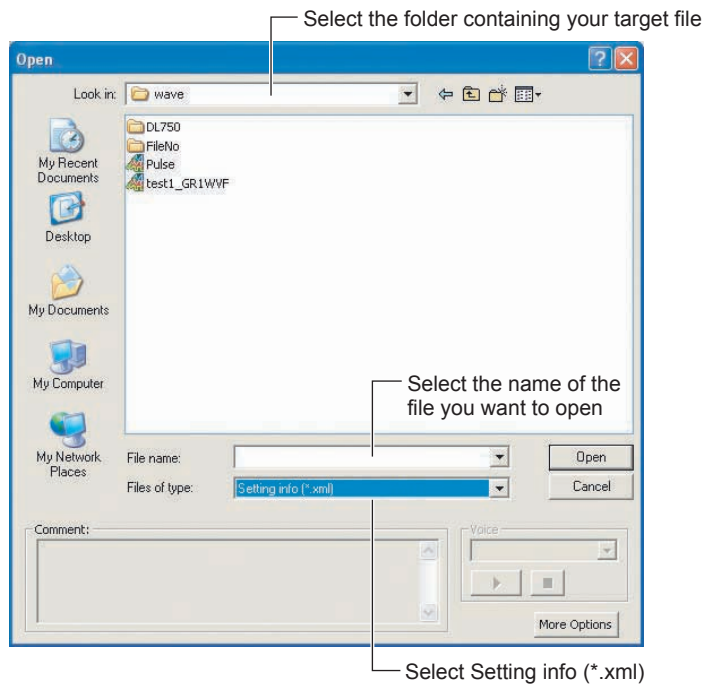 Select the folder containing your target file
Open
Look in:
wave
DL750
FileNo
Pulse
test1_GR1WVF
My Recent
Documents
Desktop
My Documents
My Computer
My Network
Places
Select the name of the
file you want to open
File name:
Open
Files of type:
Setting info (*.xml)
Cancel
Comment:
Voice
More Options
Select Setting info (*.xml)